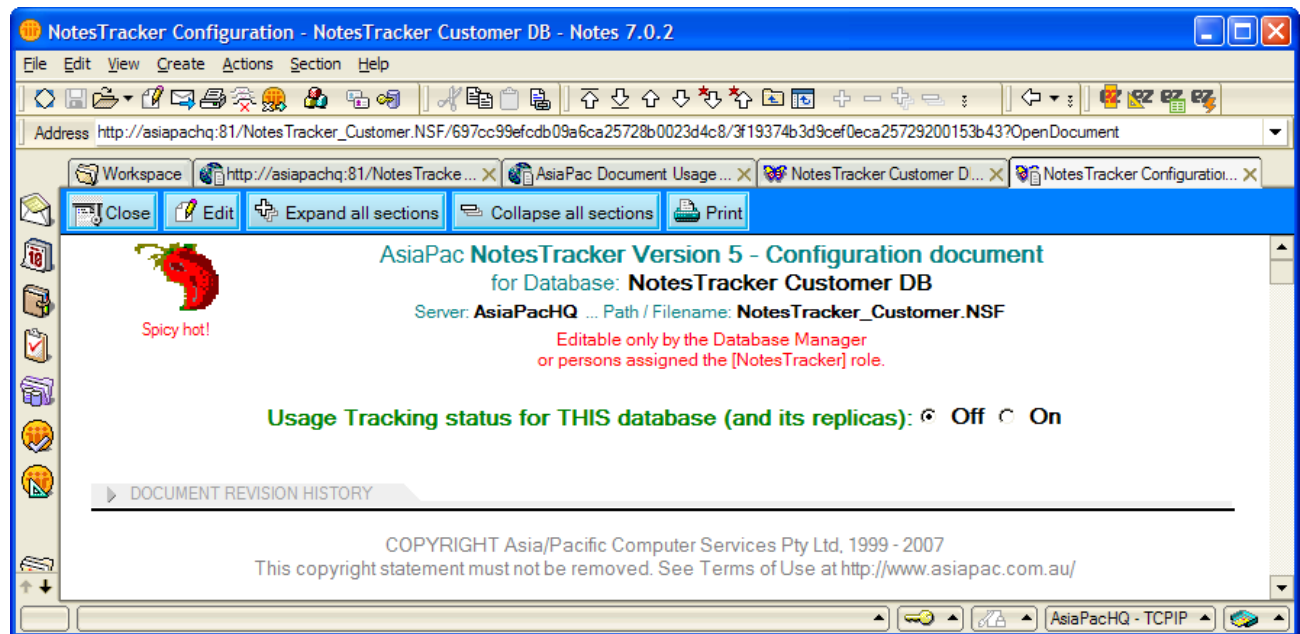 NotesTracker Configuration - NotesTracker Customer DB - Notes 7.0.2
File Edit View Create Actions Section Help
Address http://asiapachq:81/NotesTracker_Customer.NSF/697cc99efcdb09a6ca25728b0023d4c8/3f19374b3d9cef0eca25729200153b43?OpenDocument
Workspace http://asiapachq:81/NotesTracke... AsiaPac Document Usage... NotesTracker Customer D... NotesTracker Configuration...
Close Edit Expand all sections Collapse all sections Print
AsiaPac NotesTracker Version 5 - Configuration document
for Database: NotesTracker Customer DB
Server: AsiaPacHQ ... Path / Filename: NotesTracker_Customer.NSF
Spicy hot!
Editable only by the Database Manager
or persons assigned the [NotesTracker] role.
Usage Tracking status for THIS database (and its replicas): Off On
DOCUMENT REVISION HISTORY
COPYRIGHT Asia/Pacific Computer Services Pty Ltd, 1999 - 2007
This copyright statement must not be removed. See Terms of Use at http://www.asiapac.com.au/
AsiaPacHQ - TCPIP